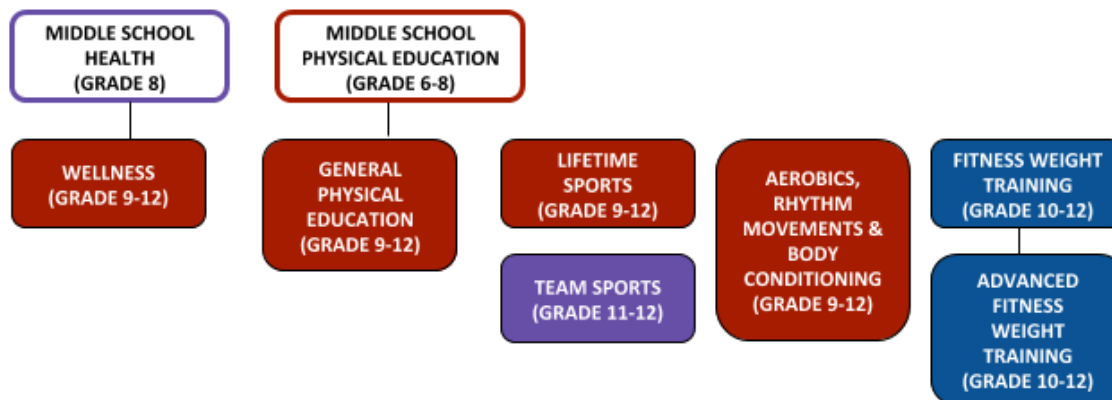 MIDDLE SCHOOL
HEALTH
(GRADE 8)
MIDDLE SCHOOL
PHYSICAL EDUCATION
(GRADE 6-8)
WELLNESS
(GRADE 9-12)
GENERAL
PHYSICAL
EDUCATION
(GRADE 9-12)
LIFETIME
SPORTS
(GRADE 9-12)
TEAM SPORTS
(GRADE 11-12)
AEROBICS,
RHYTHM
MOVEMENTS &
BODY
CONDITIONING
(GRADE 9-12)
FITNESS WEIGHT
TRAINING
(GRADE 10-12)
ADVANCED
FITNESS
WEIGHT
TRAINING
(GRADE 10-12)